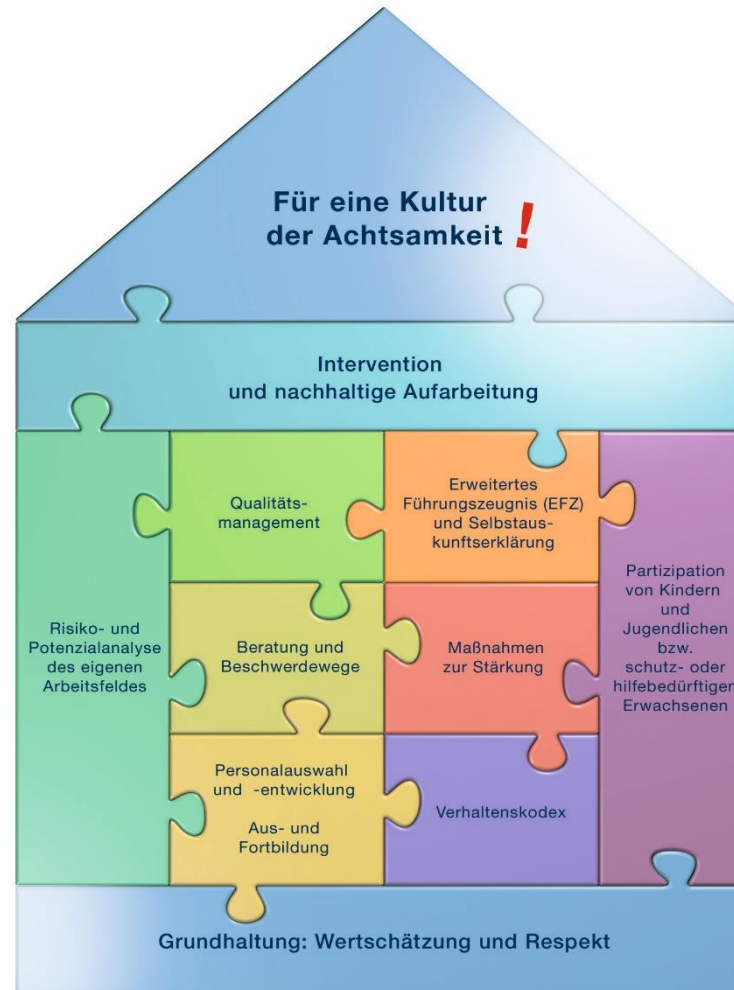 Für eine Kultur
der Achtsamkeit !
Intervention
und nachhaltige Aufarbeitung
Qualitäts-
management
Erweitertes
Führungszeugnis (EFZ)
und Selbstaus-
kunftserklärung
Risiko- und
Potenzialanalyse
des eigenen
Arbeitsfeldes
Beratung und
Beschwerdewege
Maßnahmen
zur Stärkung
Partizipation
von Kindern
und
Jugendlichen
bzw.
schutz- oder
hilfebedürftigen
Erwachsenen
Personalauswahl
und -entwicklung
Aus- und
Fortbildung
Verhaltenskodex
Grundhaltung: Wertschätzung und Respekt